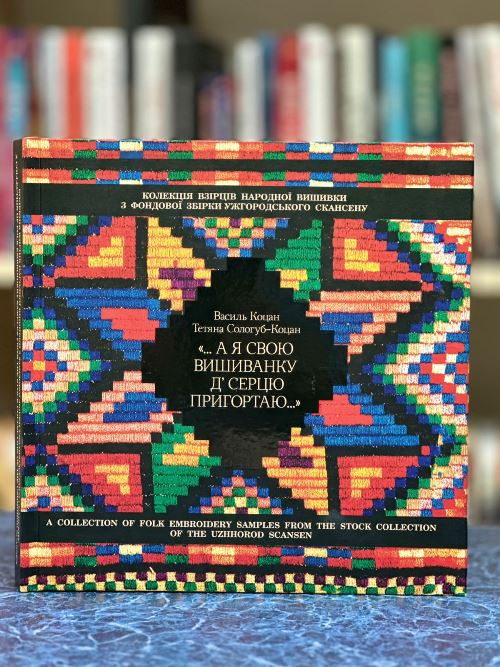 КОЛЕКЦІЯ ВЗІРЦІВ НАРОДНОЇ ВИШИВКИ
З ФОНДОВОЇ ЗБІРКИ УЖГОРОДСЬКОГО СКАНСЕНУ
Василь Коцан
Тетяна Сологуб-Коцан
«... А Я СВОЮ
ВИШИВАНКУ
Д' СЕРЦЮ
ПРИГОРТАЮ...»
A COLLECTION OF FOLK EMBROIDERY SAMPLES FROM THE STOCK COLLECTION
OF THE UZHHOROD SCANSEN